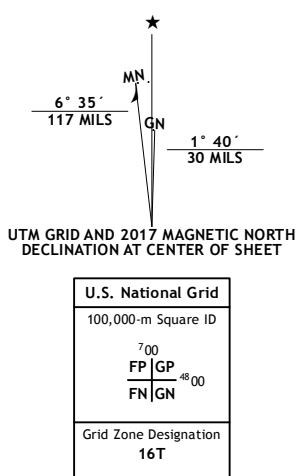 ★
MN
GN
6° 35´
117 MILS
1° 40´
30 MILS
UTM GRID AND 2017 MAGNETIC NORTH
DECLINATION AT CENTER OF SHEET
U.S. National Grid
100,000-m Square ID
700
FP GP
4800
FN GN
Grid Zone Designation
16T